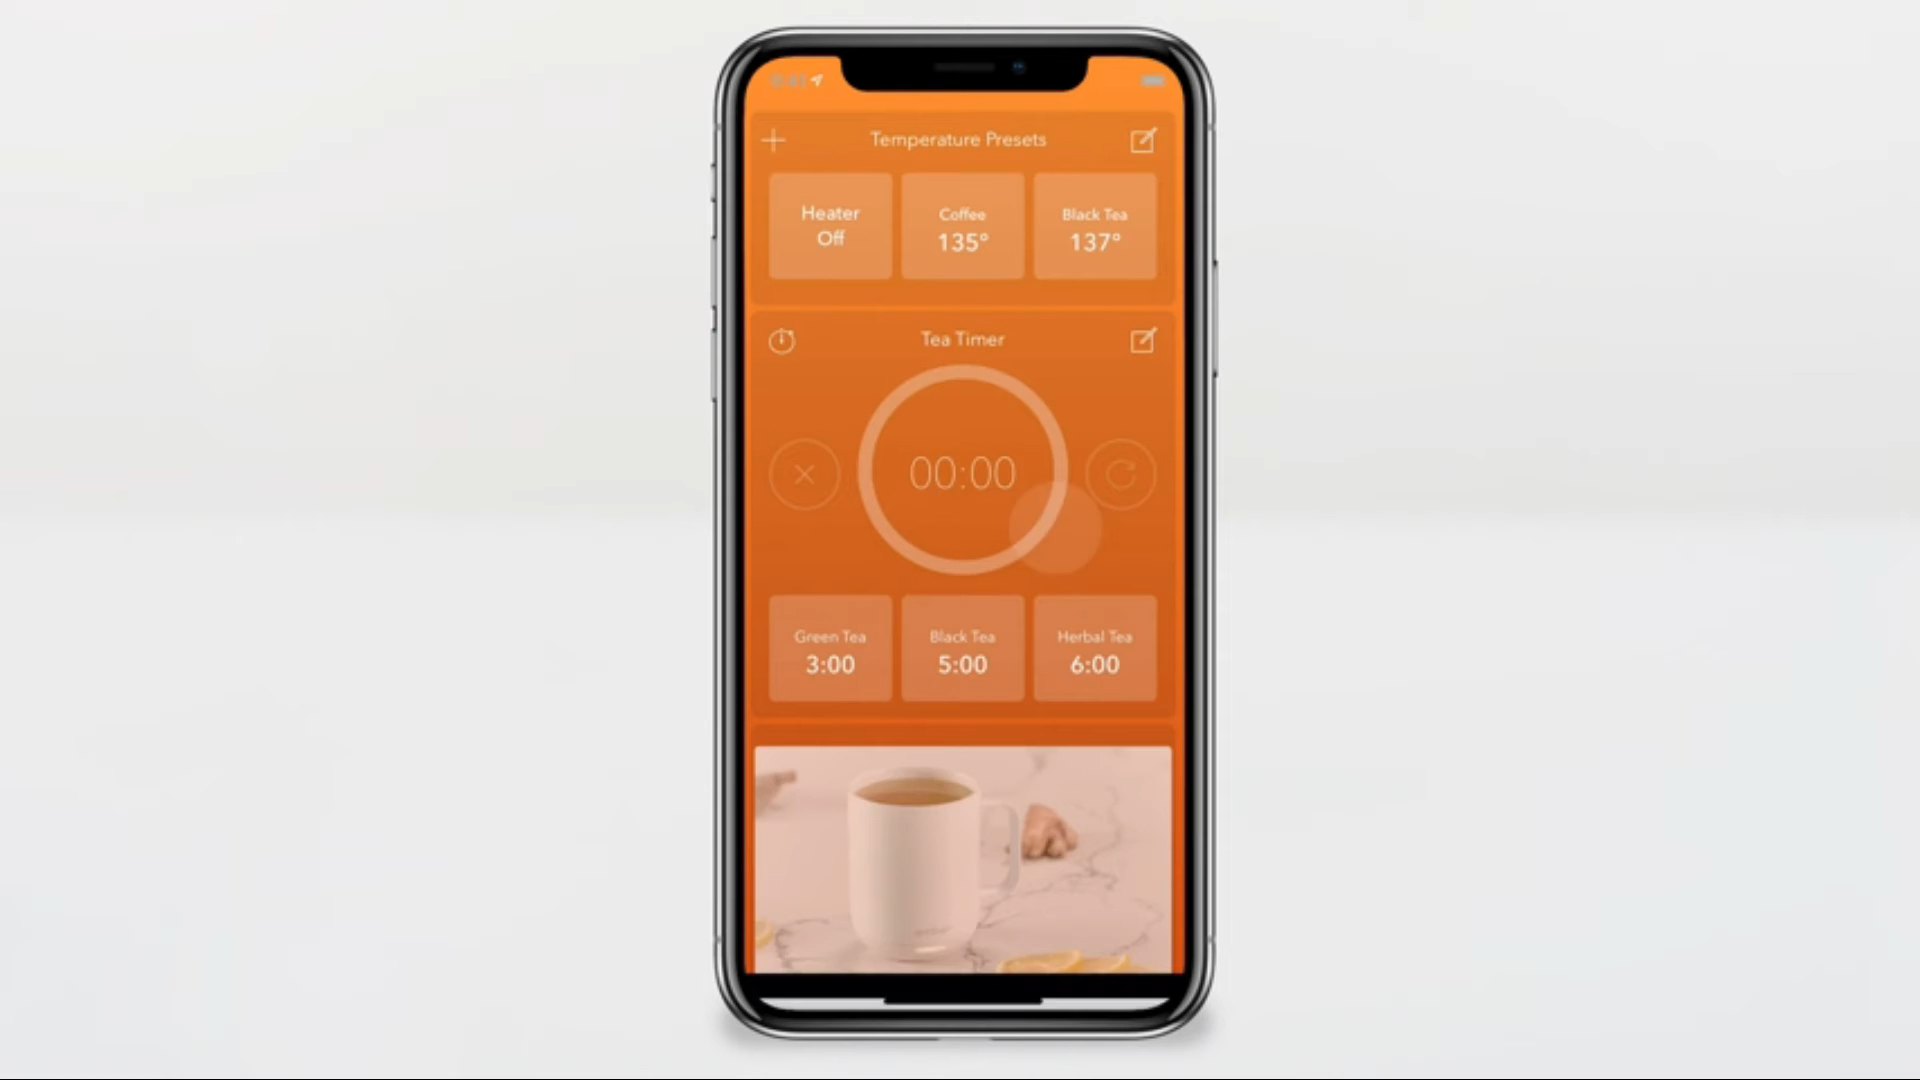 Temperature Presets
Heater
Off
Coffee
135°
Black Tea
137°
Tea Timer
00:00
Green Tea
3:00
Black Tea
5:00
Herbal Tea
6:00